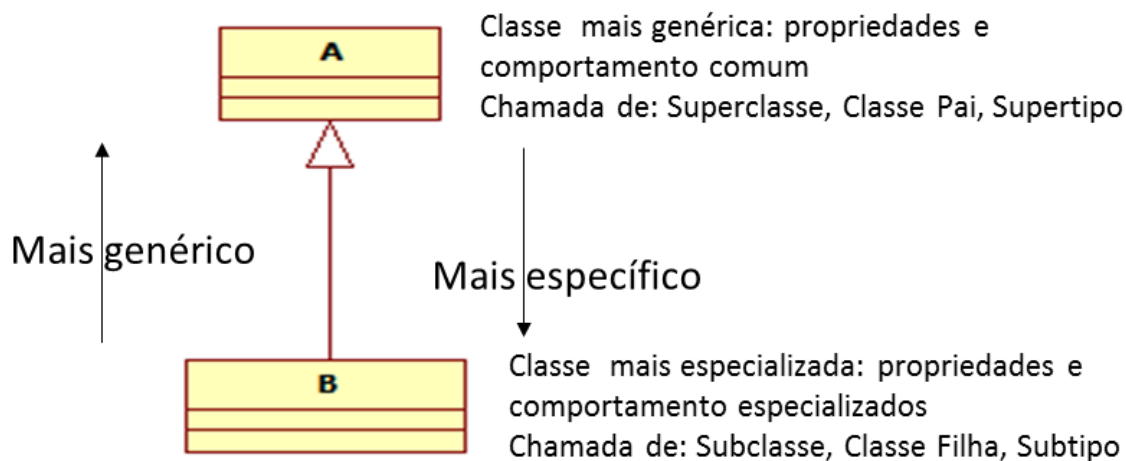 A
Classe mais genérica: propriedades e
comportamento comum
Chamada de: Superclasse, Classe Pai, Supertipo
Mais genérico
Mais específico
B
Classe mais especializada: propriedades e
comportamento especializados
Chamada de: Subclasse, Classe Filha, Subtipo